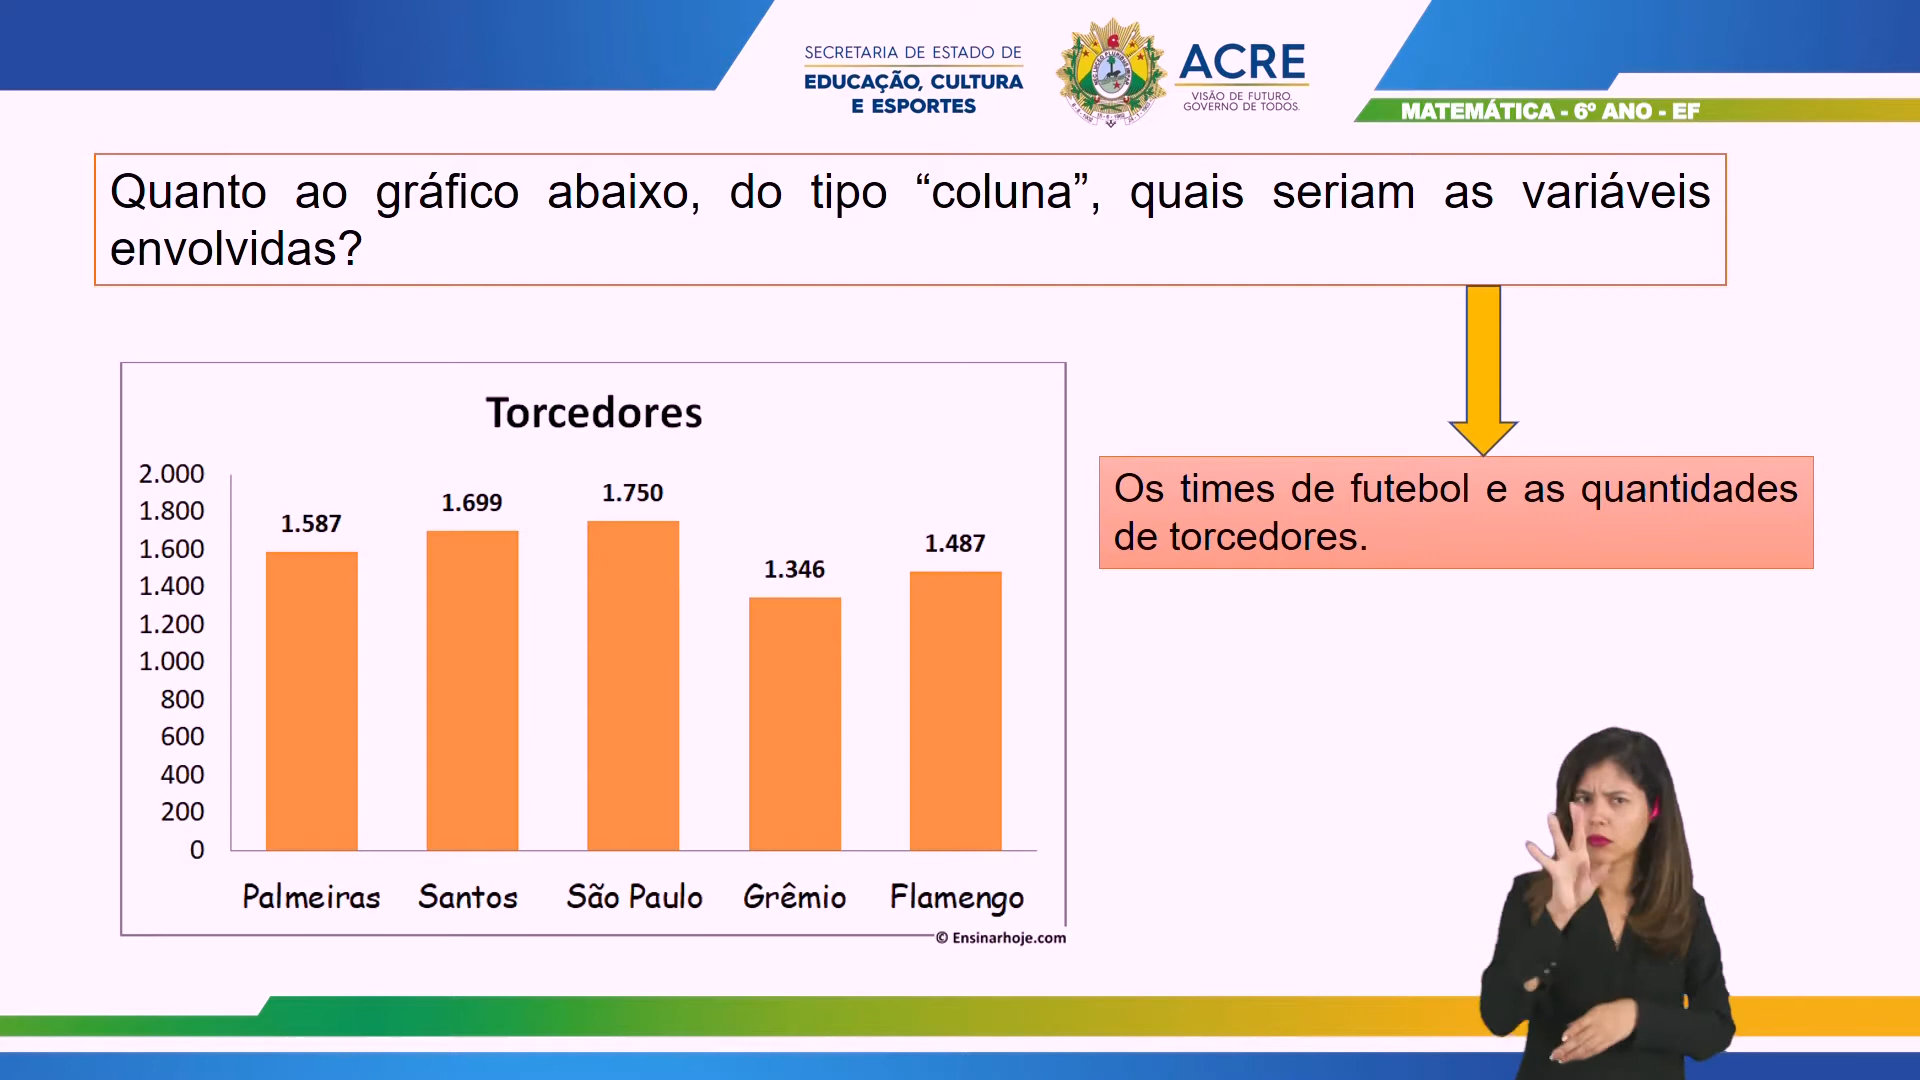 SECRETARIA DE ESTADO DE
EDUCAÇÃO, CULTURA
E ESPORTES
ACRE
VISÃO DE FUTURO.
GOVERNO DE TODOS.
MATEMÁTICA - 6º ANO - EF
Quanto ao gráfico abaixo, do tipo “coluna”, quais seriam as variáveis
envolvidas?
Torcedores
2.000
1.800
1.600
1.400
1.200
1.000
800
600
400
200
0
1.587
1.699
1.750
1.346
1.487
Palmeiras
Santos
São Paulo
Grêmio
Flamengo
© Ensinarhoje.com
Os times de futebol e as quantidades
de torcedores.